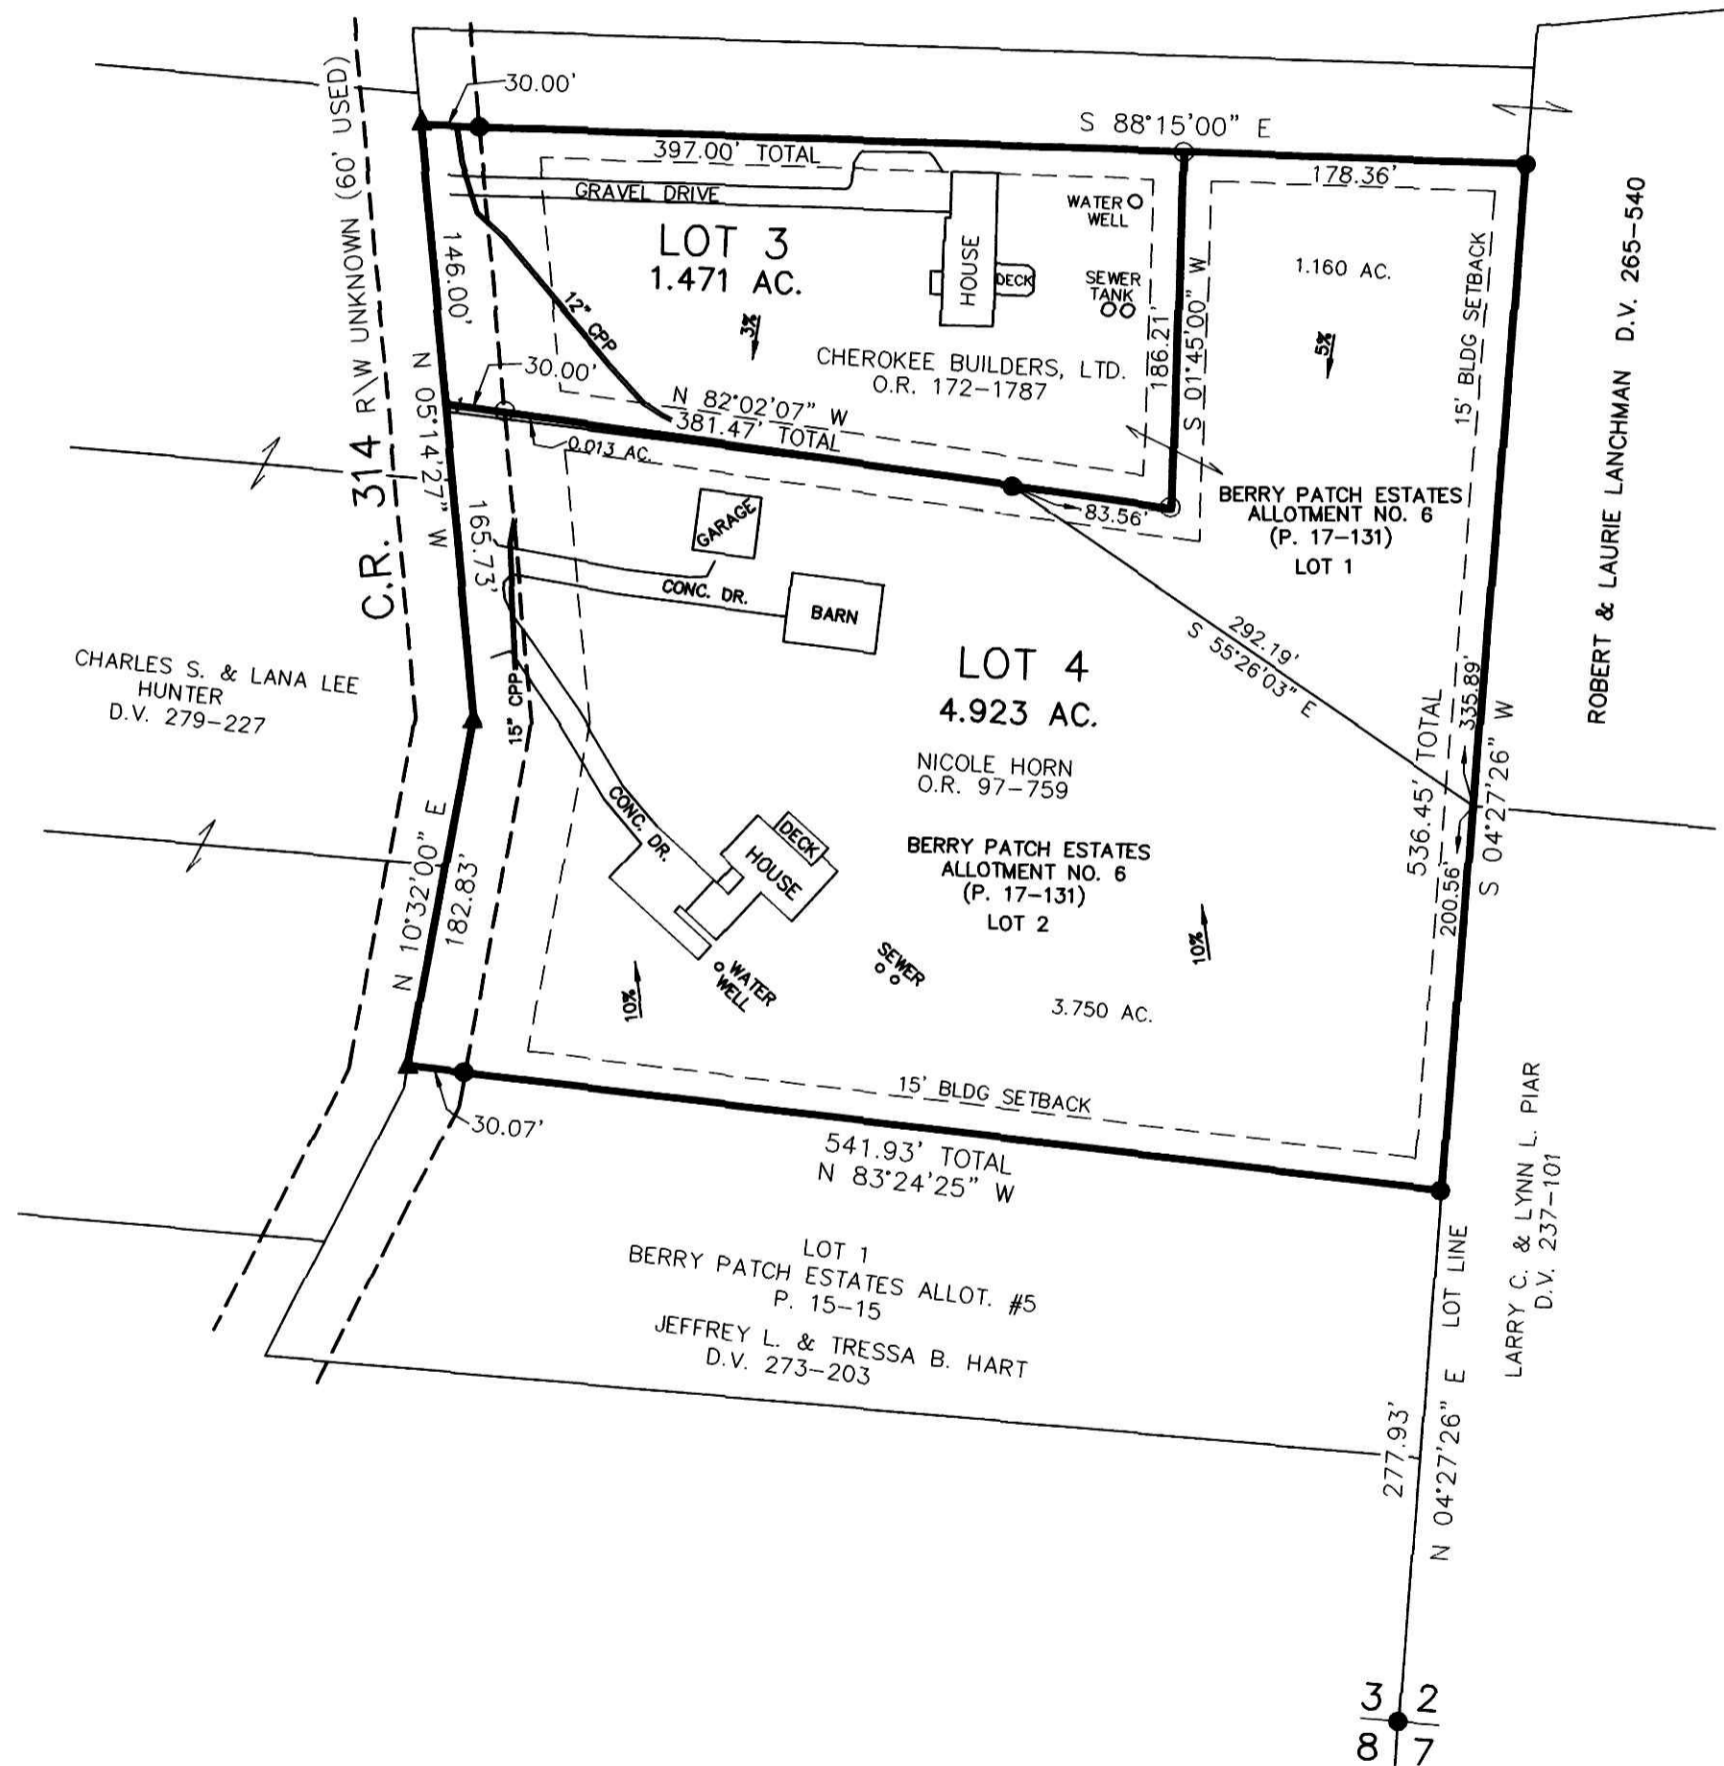 30.00'
S 88°15'00" E
397.00' TOTAL
178.36'
GRAVEL DRIVE
C.R. 314 R\W UNKNOWN (60' USED)
146.00'
N 05°14'27" W
165.73'
LOT 3
1.471 AC.
12" CPP
3%
HOUSE
DECK
WATER
WELL
SEWER
TANK
186.21'
S 01°45'00" W
1.160 AC.
5%
15' BLDG SETBACK
ROBERT & LAURIE LANCHMAN D.V. 265-540
CHEROKEE BUILDERS, LTD.
O.R. 172-1787
30.00'
N 82°02'07" W
381.47' TOTAL
0.013 AC.
83.56'
BERRY PATCH ESTATES
ALLOTMENT NO. 6
(P. 17-131)
LOT 1
GARAGE
CONC. DR.
BARN
292.19'
S 55°26'03" E
CHARLES S. & LANA LEE
HUNTER
D.V. 279-227
15" CPP
LOT 4
4.923 AC.
NICOLE HORN
O.R. 97-759
BERRY PATCH ESTATES
ALLOTMENT NO. 6
(P. 17-131)
LOT 2
536.45' TOTAL
335.89'
200.56'
S 04°27'26" W
N 10°32'00" E
182.83'
CONC. DR.
DECK
HOUSE
WATER
WELL
SEWER
10%
10%
3.750 AC.
15' BLDG SETBACK
30.07'
541.93' TOTAL
N 83°24'25" W
LARRY C. & LYNN L. PIAR
D.V. 237-101
LOT 1
BERRY PATCH ESTATES ALLOT. #5
P. 15-15
JEFFREY L. & TRESSA B. HART
D.V. 273-203
277.93'
N 04°27'26" E LOT LINE
3 2
8 7